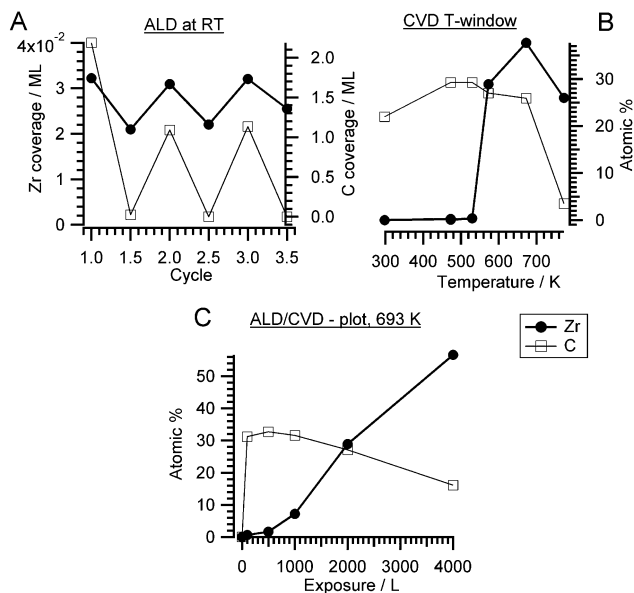 A
ALD at RT
4x10⁻²
3
2
1
0
Zr coverage / ML
2.0
1.5
1.0
0.5
0.0
C coverage / ML
1.0 1.5 2.0 2.5 3.0 3.5
Cycle
CVD T-window
B
30
20
10
0
Atomic %
300 400 500 600 700
Temperature / K
C
ALD/CVD - plot, 693 K
Zr
C
50
40
30
20
10
0
Atomic %
0 1000 2000 3000 4000
Exposure / L